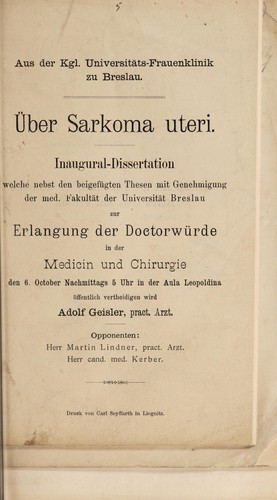 5
Aus der Kgl. Universitäts-Frauenklinik
zu Breslau.
Über Sarkoma uteri.
Inaugural-Dissertation
welche nebst den beigefügten Thesen mit Genehmigung
der med. Fakultät der Universität Breslau
zur
Erlangung der Doctorwürde
in der
Medicin und Chirurgie
den 6. October Nachmittags 5 Uhr in der Aula Leopoldina
öffentlich vertheidigen wird
Adolf Geisler, pract. Arzt.
Opponenten:
Herr Martin Lindner, pract. Arzt.
Herr cand. med. Kerber.
Druck von Carl Seyffarth in Liegnitz.